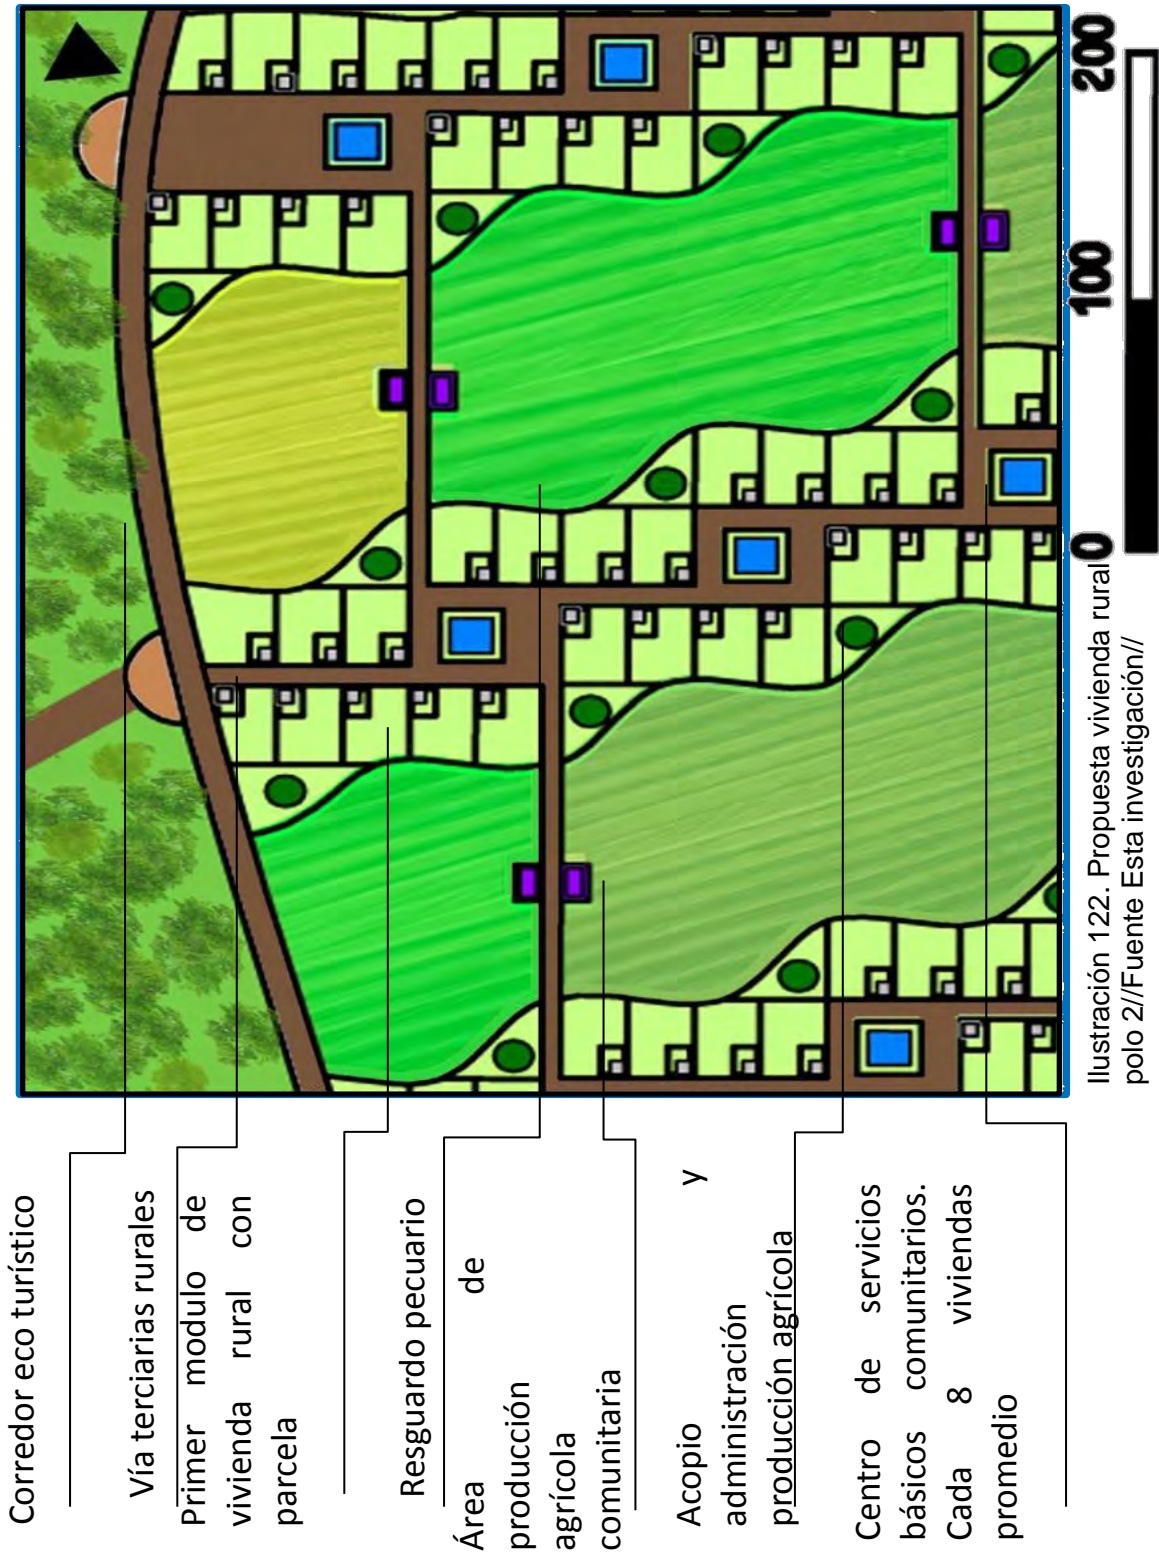 Corredor eco turístico
Vía terciarias rurales
Primer modulo de
vivienda rural con
parcela
Resguardo pecuario
Área de
producción
agrícola
comunitaria
Acopio y
administración
producción agrícola
Centro de servicios
básicos comunitarios.
Cada 8 viviendas
promedio
0 100 200
Ilustración 122. Propuesta vivienda rural
polo 2//Fuente Esta investigación//